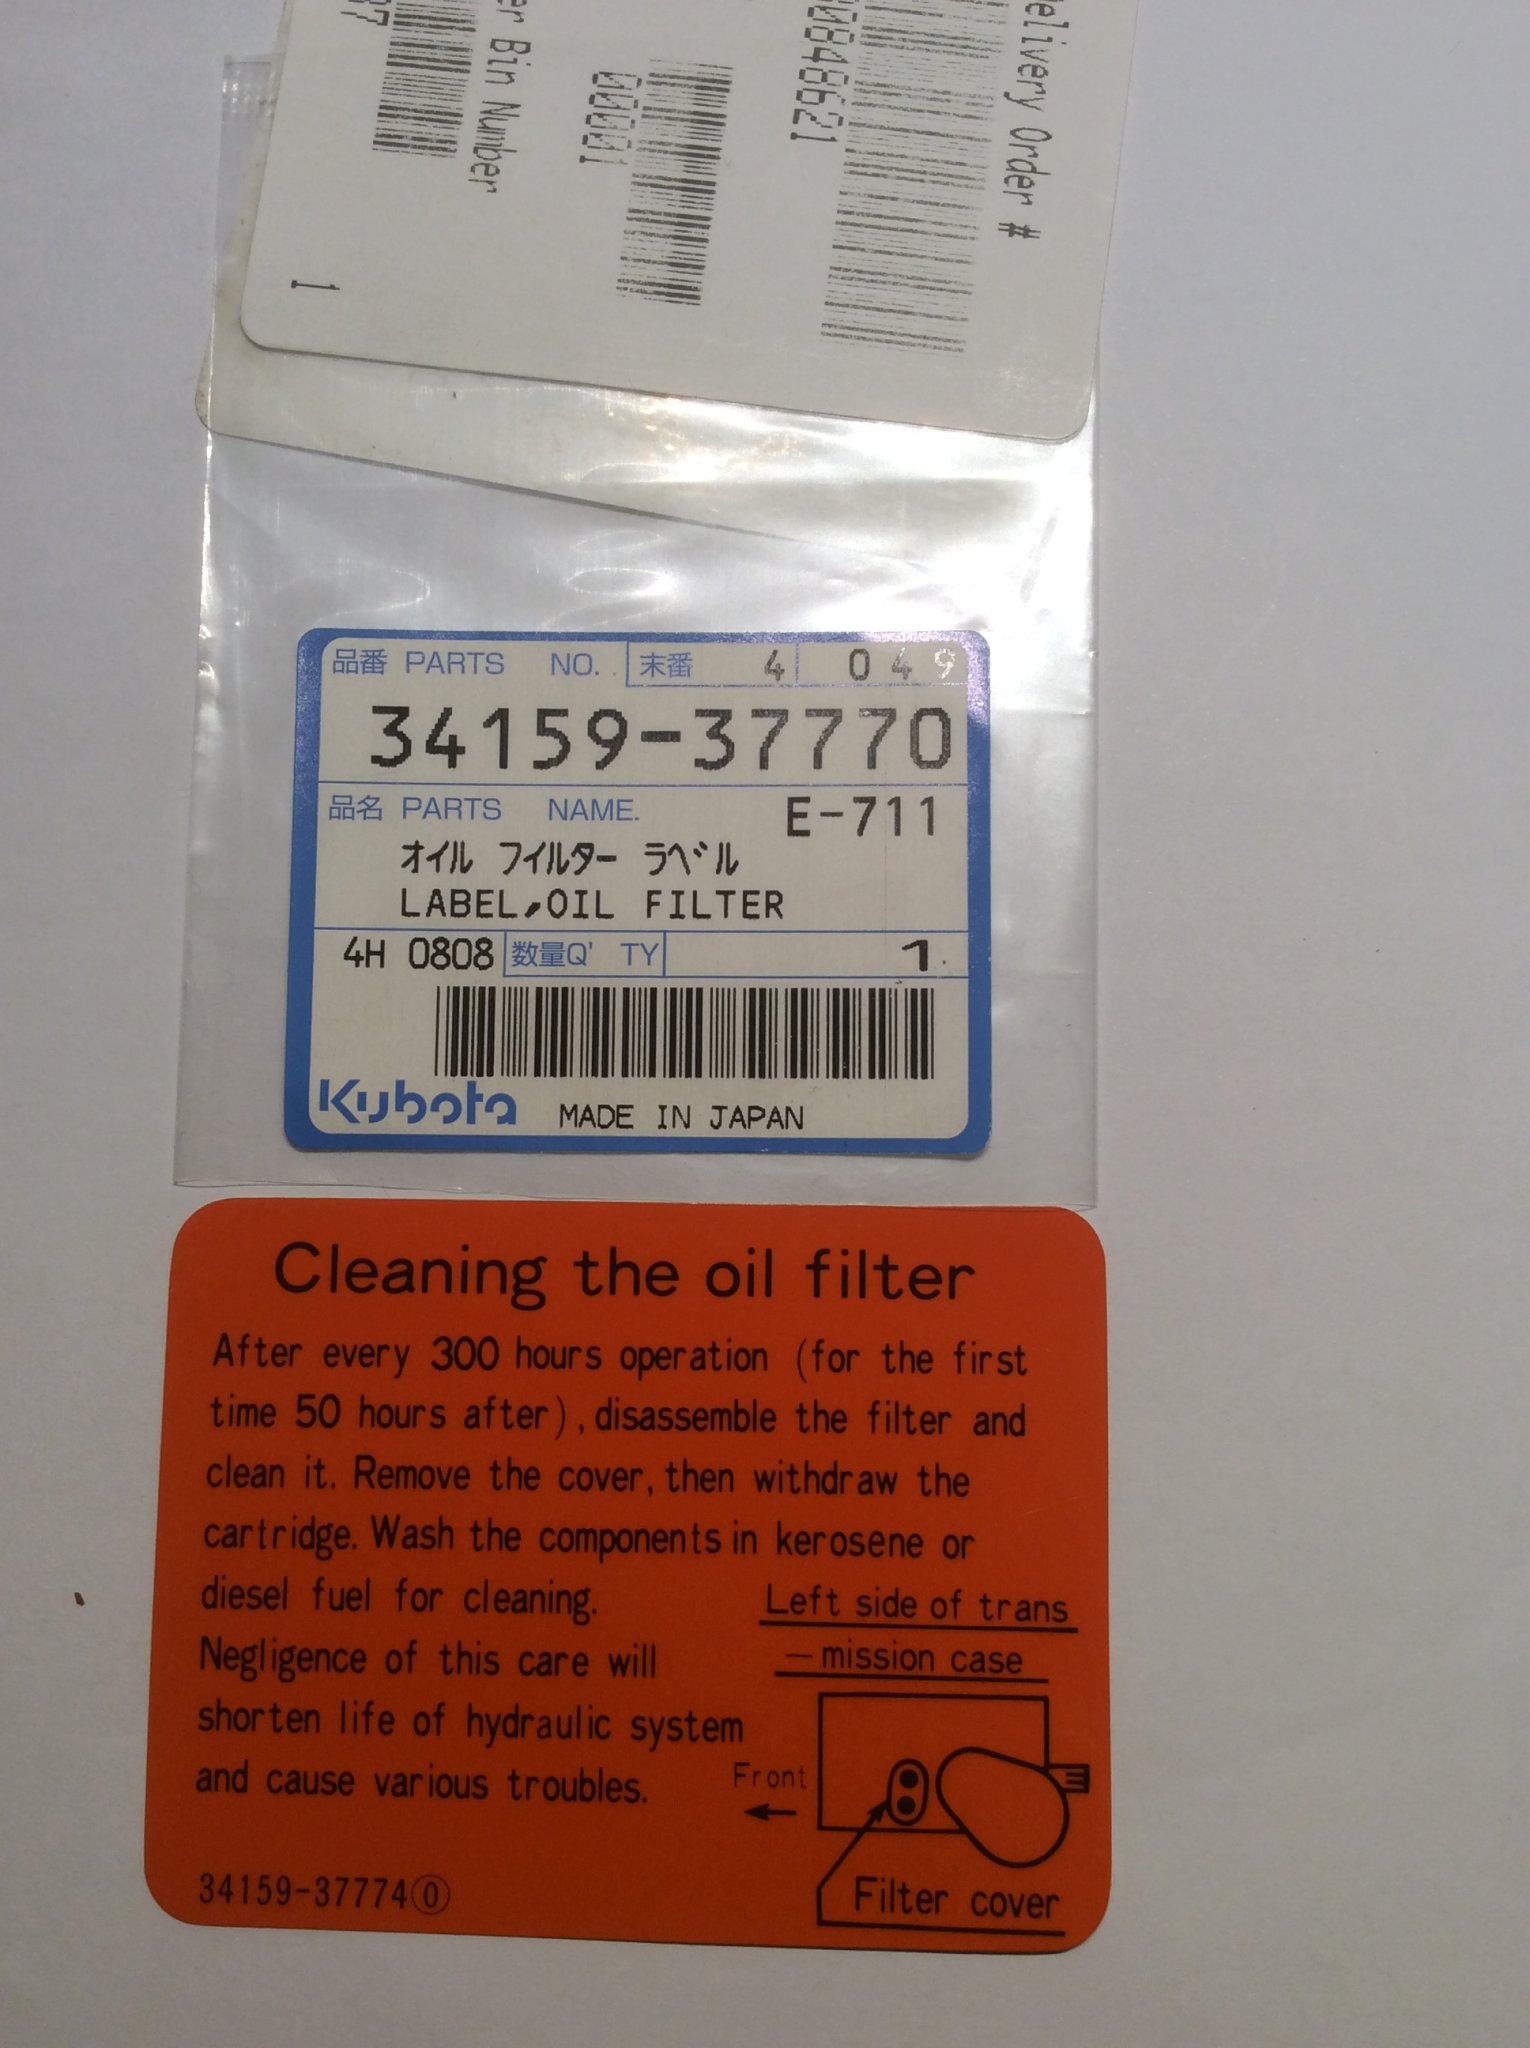 elivery Order #
00848621
00001
er Bin Number
1
品番 PARTS NO. 末番 4 049
34159-37770
品名 PARTS NAME. E-711
オイル フィルター ラベル
LABEL,OIL FILTER
4H 0808 数量Q' TY 1
Kubota MADE IN JAPAN
Cleaning the oil filter
After every 300 hours operation (for the first
time 50 hours after), disassemble the filter and
clean it. Remove the cover, then withdraw the
cartridge. Wash the components in kerosene or
diesel fuel for cleaning.
Negligence of this care will
shorten life of hydraulic system
and cause various troubles.
Left side of trans
—mission case
Front
Filter cover
34159-37774⓪